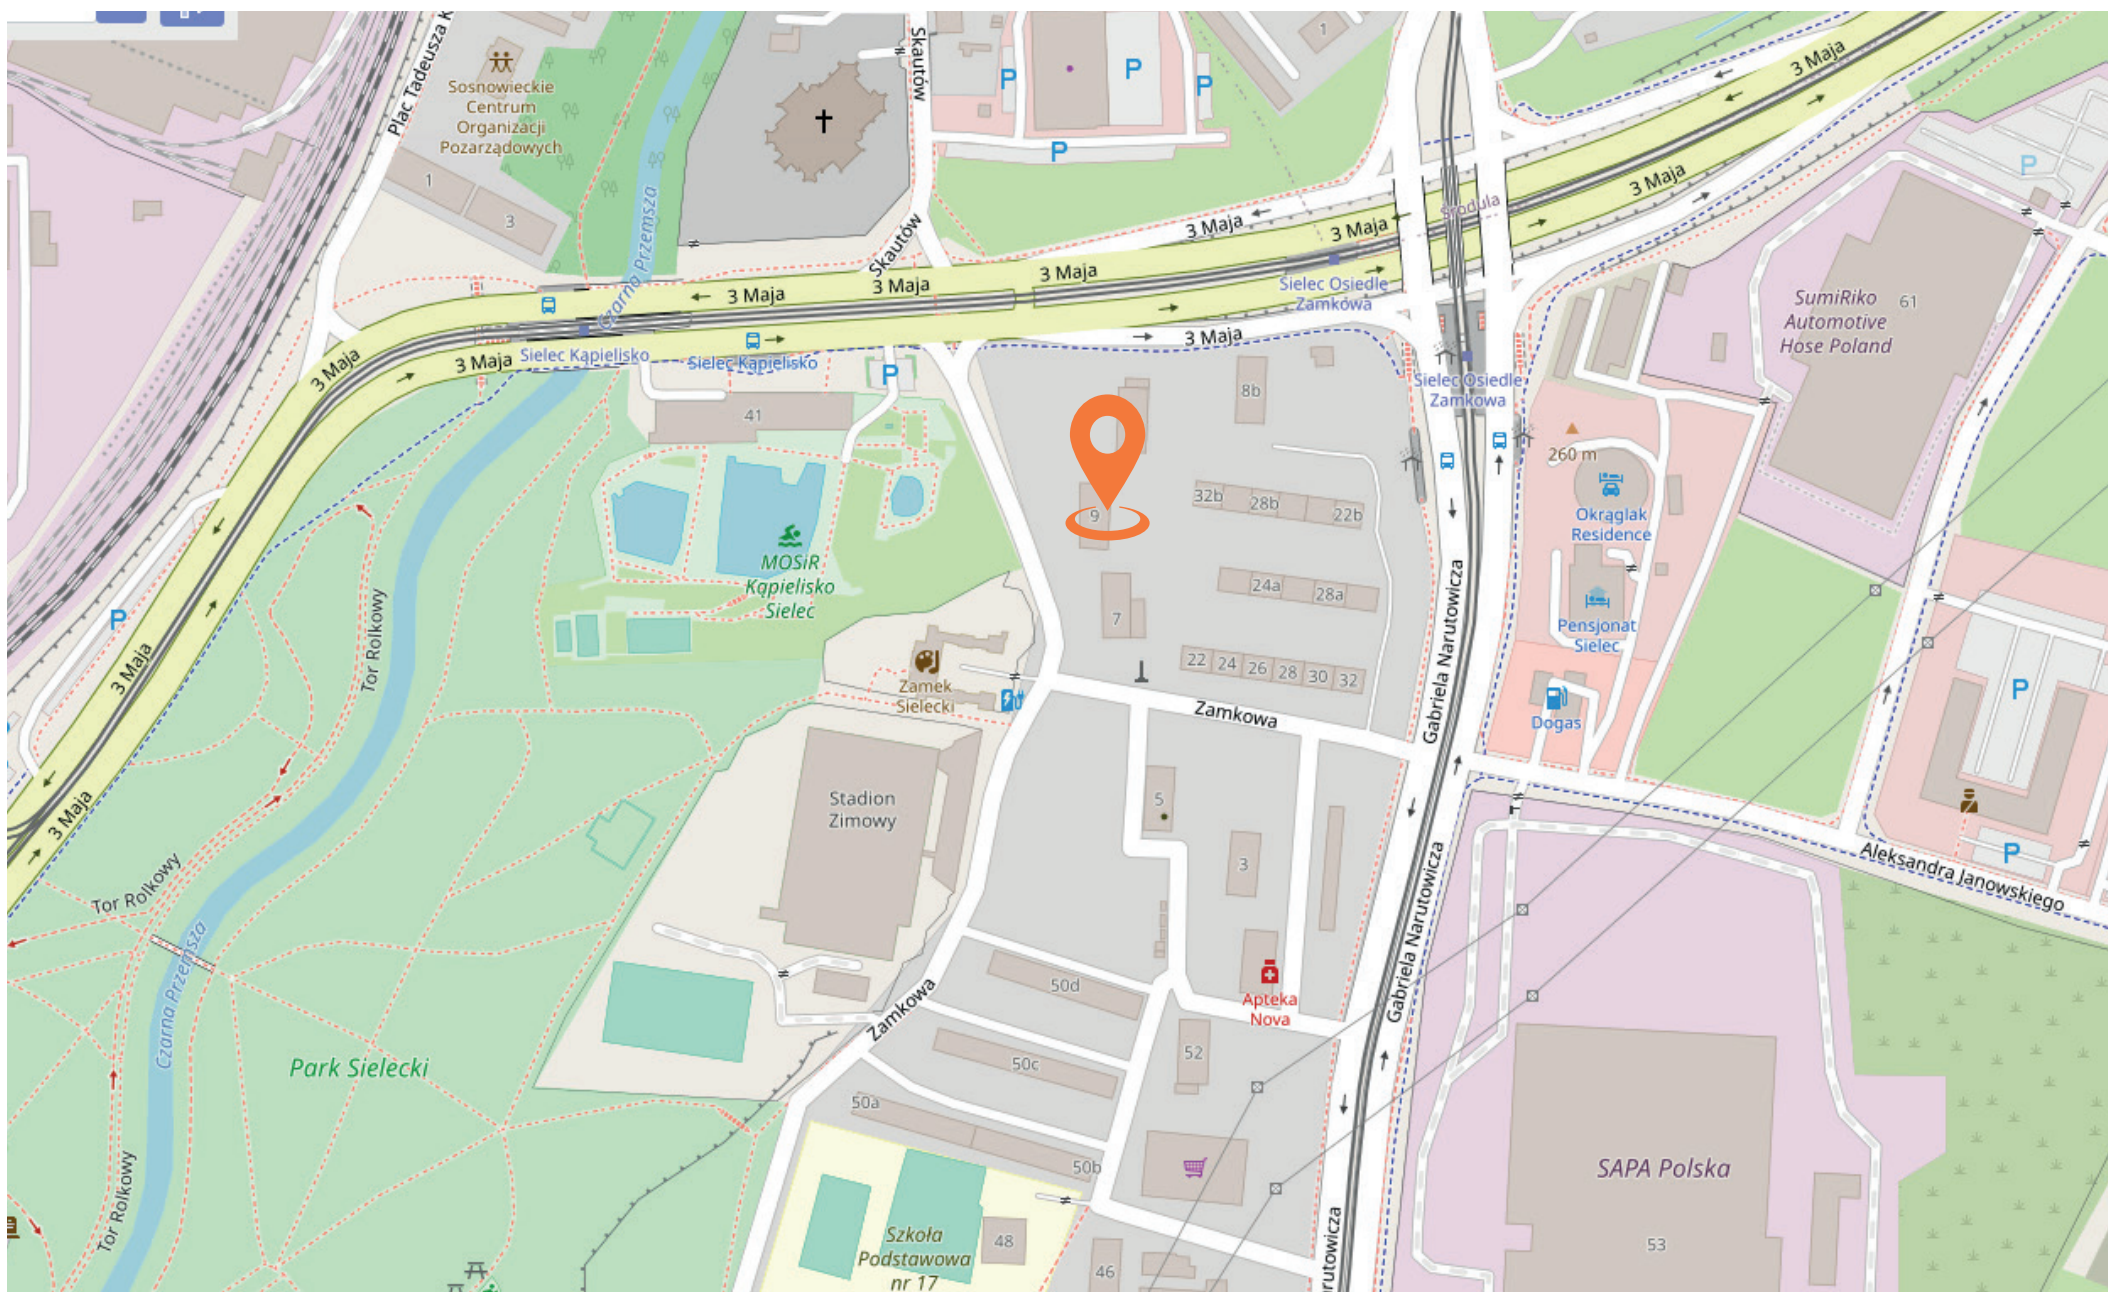 Plac Tadeusza K
Sosnowieckie
Centrum
Organizacji
Pozarządowych
1
3
Czarna Przemsza
Skautów
Skautów
P
P
P
P
1
3 Maja
3 Maja
3 Maja
3 Maja
3 Maja
3 Maja
3 Maja
3 Maja
Środula
P
SumiRiko
Automotive
Hose Poland
61
Sielec Osiedle
Zamkowa
Sielec Kąpielisko
Sielec Kąpielisko
3 Maja
3 Maja
P
Sielec Osiedle
Zamkowa
41
8b
260 m
Okrąglak
Residence
9
32b
28b
22b
MOSiR
Kąpielisko
Sielec
24a
28a
7
Pensjonat
Sielec
P
Tor Rolkowy
3 Maja
Zamek
Sielecki
22
24
26
28
30
32
Gabriela Narutowicza
Dogas
P
Zamkowa
3 Maja
Stadion
Zimowy
5
3
Gabriela Narutowicza
P
Aleksandra Janowskiego
Tor Rolkowy
Czarna Przemsza
50d
Apteka
Nova
Zamkowa
Park Sielecki
50c
52
50a
50b
SAPA Polska
Tor Rolkowy
Szkoła
Podstawowa
nr 17
48
46
53
rutowicza